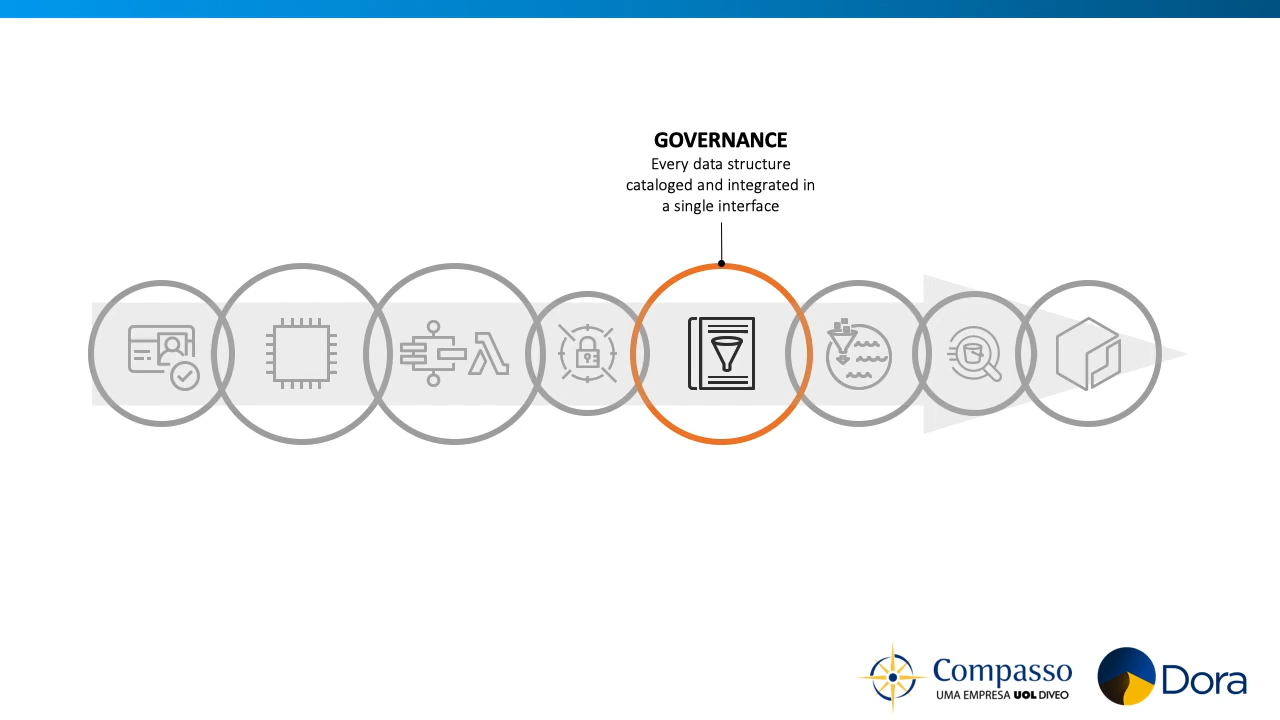 GOVERNANCE
Every data structure
cataloged and integrated in
a single interface
Compasso
UMA EMPRESA UOL DIVEO
Dora